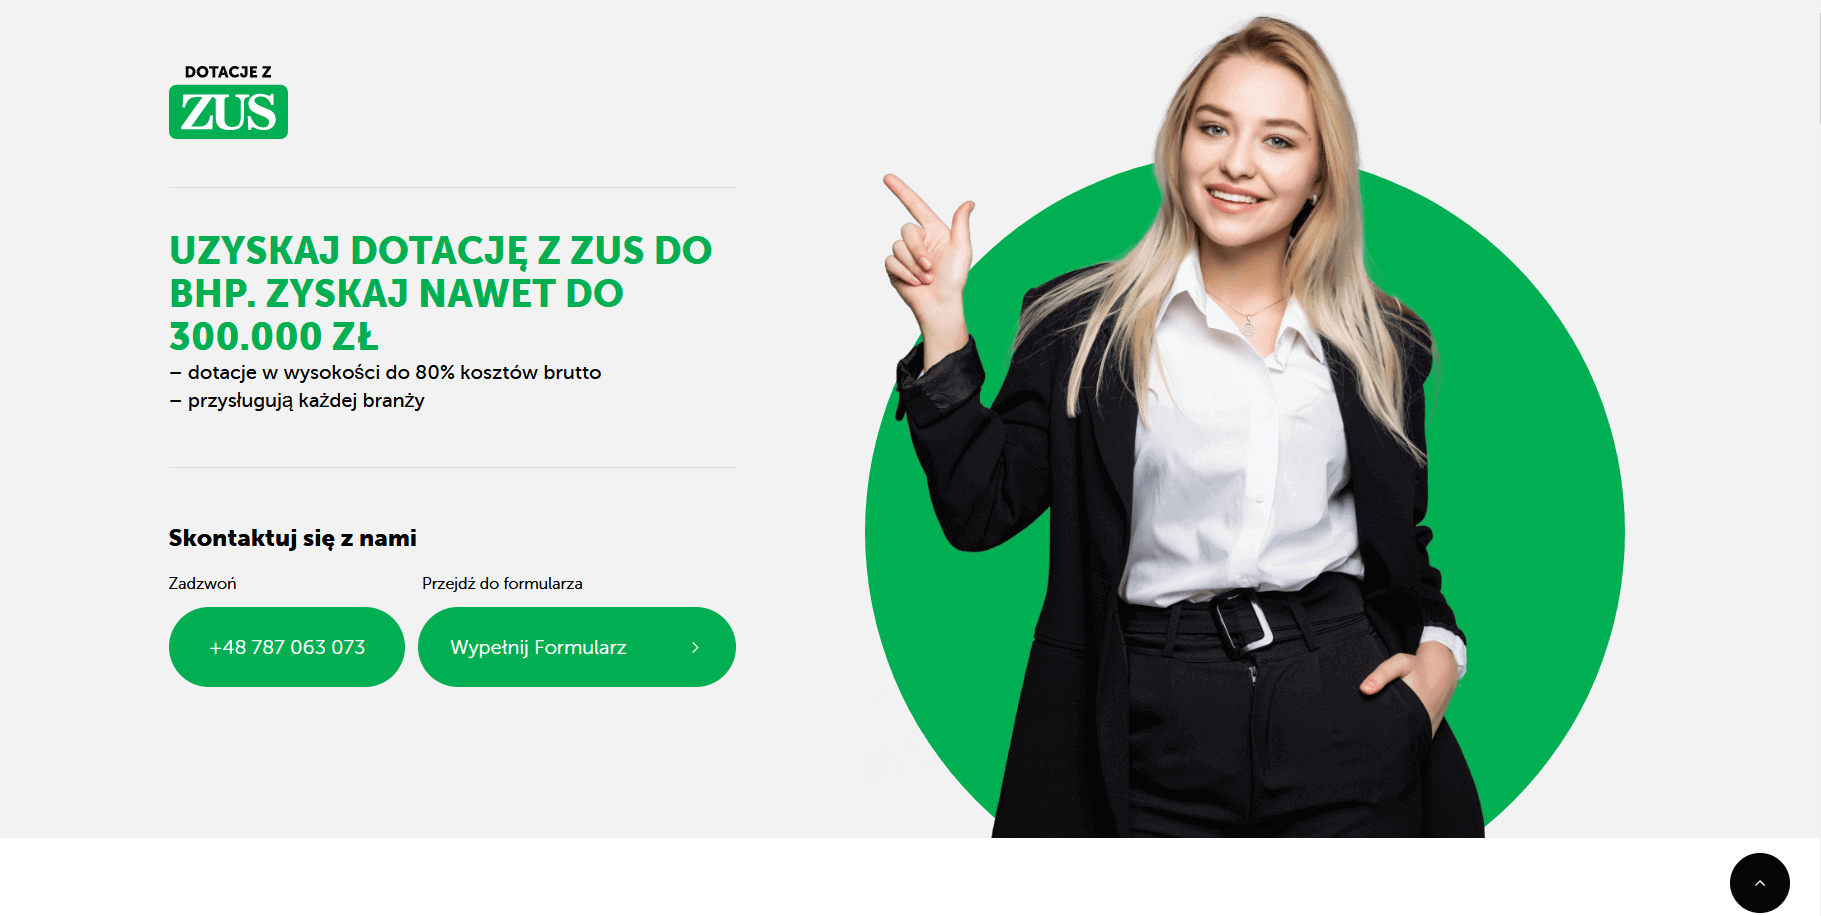 DOTACJE Z
ZUS
UZYSKAJ DOTACJĘ Z ZUS DO
BHP. ZYSKAJ NAWET DO
300.000 ZŁ
– dotacje w wysokości do 80% kosztów brutto
– przysługują każdej branży
Skontaktuj się z nami
Zadzwoń
Przejdź do formularza
+48 787 063 073
Wypełnij Formularz